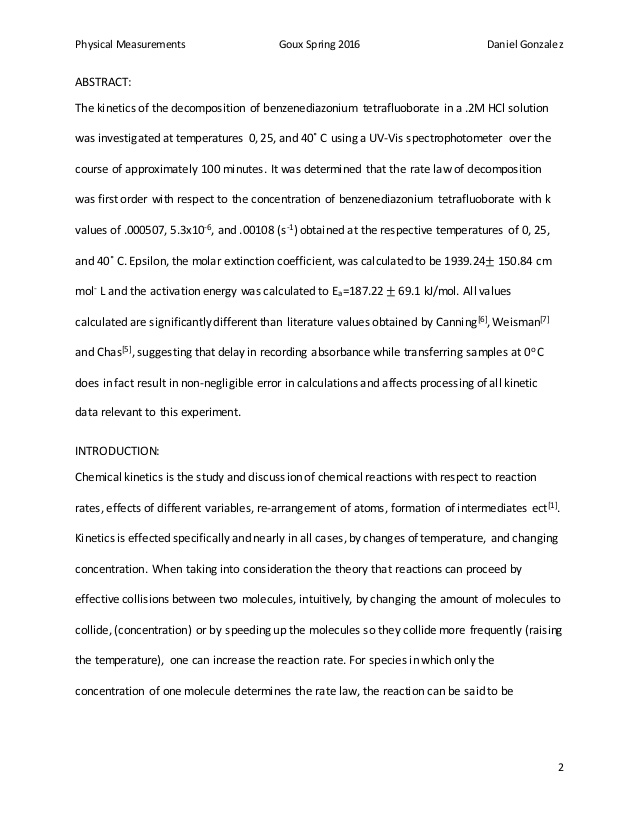 Physical Measurements Goux Spring 2016 Daniel Gonzalez
ABSTRACT:
The kinetics of the decomposition of benzenediazonium tetrafluoborate in a .2M HCl solution
was investigated at temperatures 0, 25, and 40˚ C using a UV-Vis spectrophotometer over the
course of approximately 100 minutes. It was determined that the rate law of decomposition
was first order with respect to the concentration of benzenediazonium tetrafluoborate with k
values of .000507, 5.3x10⁻⁶, and .00108 (s⁻¹) obtained at the respective temperatures of 0, 25,
and 40˚ C. Epsilon, the molar extinction coefficient, was calculated to be 1939.24± 150.84 cm
mol⁻ L and the activation energy was calculated to Eₐ=187.22 ± 69.1 kJ/mol. All values
calculated are significantly different than literature values obtained by Canning[6], Weisman[7]
and Chas[5], suggesting that delay in recording absorbance while transferring samples at 0° C
does in fact result in non-negligible error in calculations and affects processing of all kinetic
data relevant to this experiment.
INTRODUCTION:
Chemical kinetics is the study and discussion of chemical reactions with respect to reaction
rates, effects of different variables, re-arrangement of atoms, formation of intermediates ect[1].
Kinetics is effected specifically and nearly in all cases, by changes of temperature, and changing
concentration. When taking into consideration the theory that reactions can proceed by
effective collisions between two molecules, intuitively, by changing the amount of molecules to
collide, (concentration) or by speeding up the molecules so they collide more frequently (raising
the temperature), one can increase the reaction rate. For species in which only the
concentration of one molecule determines the rate law, the reaction can be said to be
2